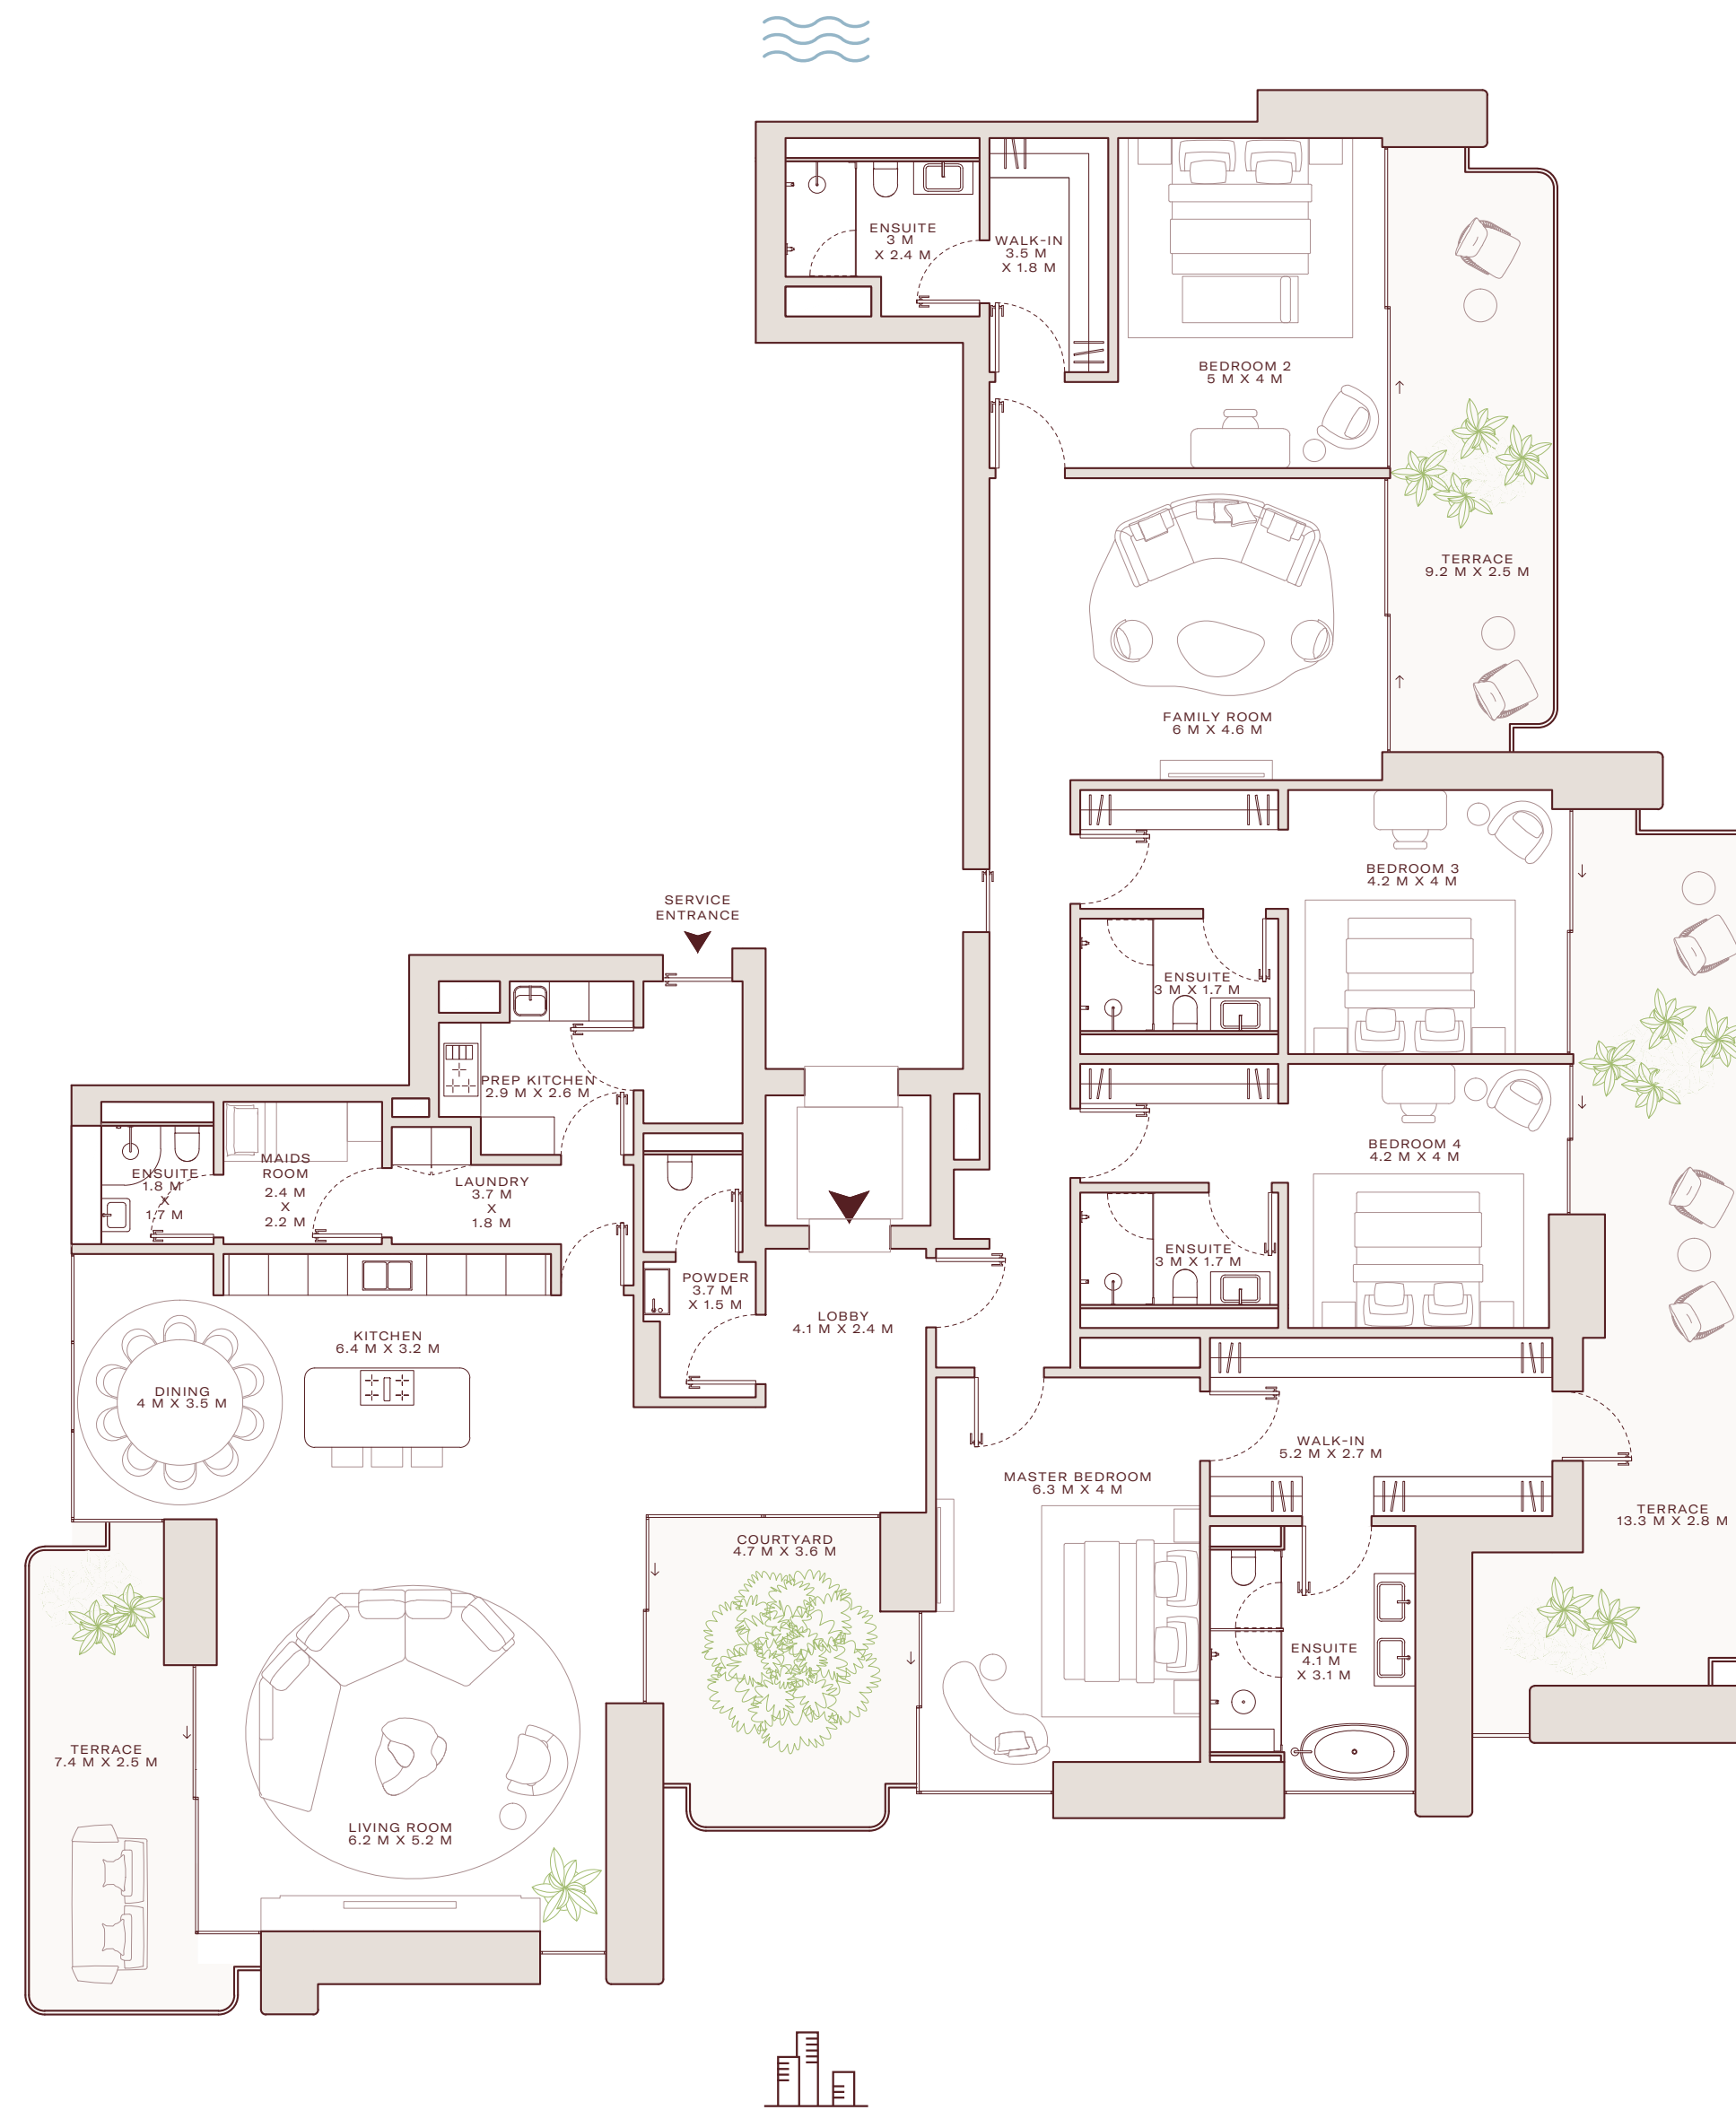 ENSUITE
3 M
X 2.4 M
WALK-IN
3.5 M
X 1.8 M
BEDROOM 2
5 M X 4 M
TERRACE
9.2 M X 2.5 M
FAMILY ROOM
6 M X 4.6 M
BEDROOM 3
4.2 M X 4 M
SERVICE
ENTRANCE
ENSUITE
3 M X 1.7 M
PREP KITCHEN
2.9 M X 2.6 M
BEDROOM 4
4.2 M X 4 M
ENSUITE
1.8 M
X
1.7 M
MAIDS
ROOM
2.4 M
X
2.2 M
LAUNDRY
3.7 M
X
1.8 M
ENSUITE
3 M X 1.7 M
POWDER
3.7 M
X 1.5 M
LOBBY
4.1 M X 2.4 M
KITCHEN
6.4 M X 3.2 M
DINING
4 M X 3.5 M
WALK-IN
5.2 M X 2.7 M
MASTER BEDROOM
6.3 M X 4 M
TERRACE
13.3 M X 2.8 M
COURTYARD
4.7 M X 3.6 M
ENSUITE
4.1 M
X 3.1 M
TERRACE
7.4 M X 2.5 M
LIVING ROOM
6.2 M X 5.2 M